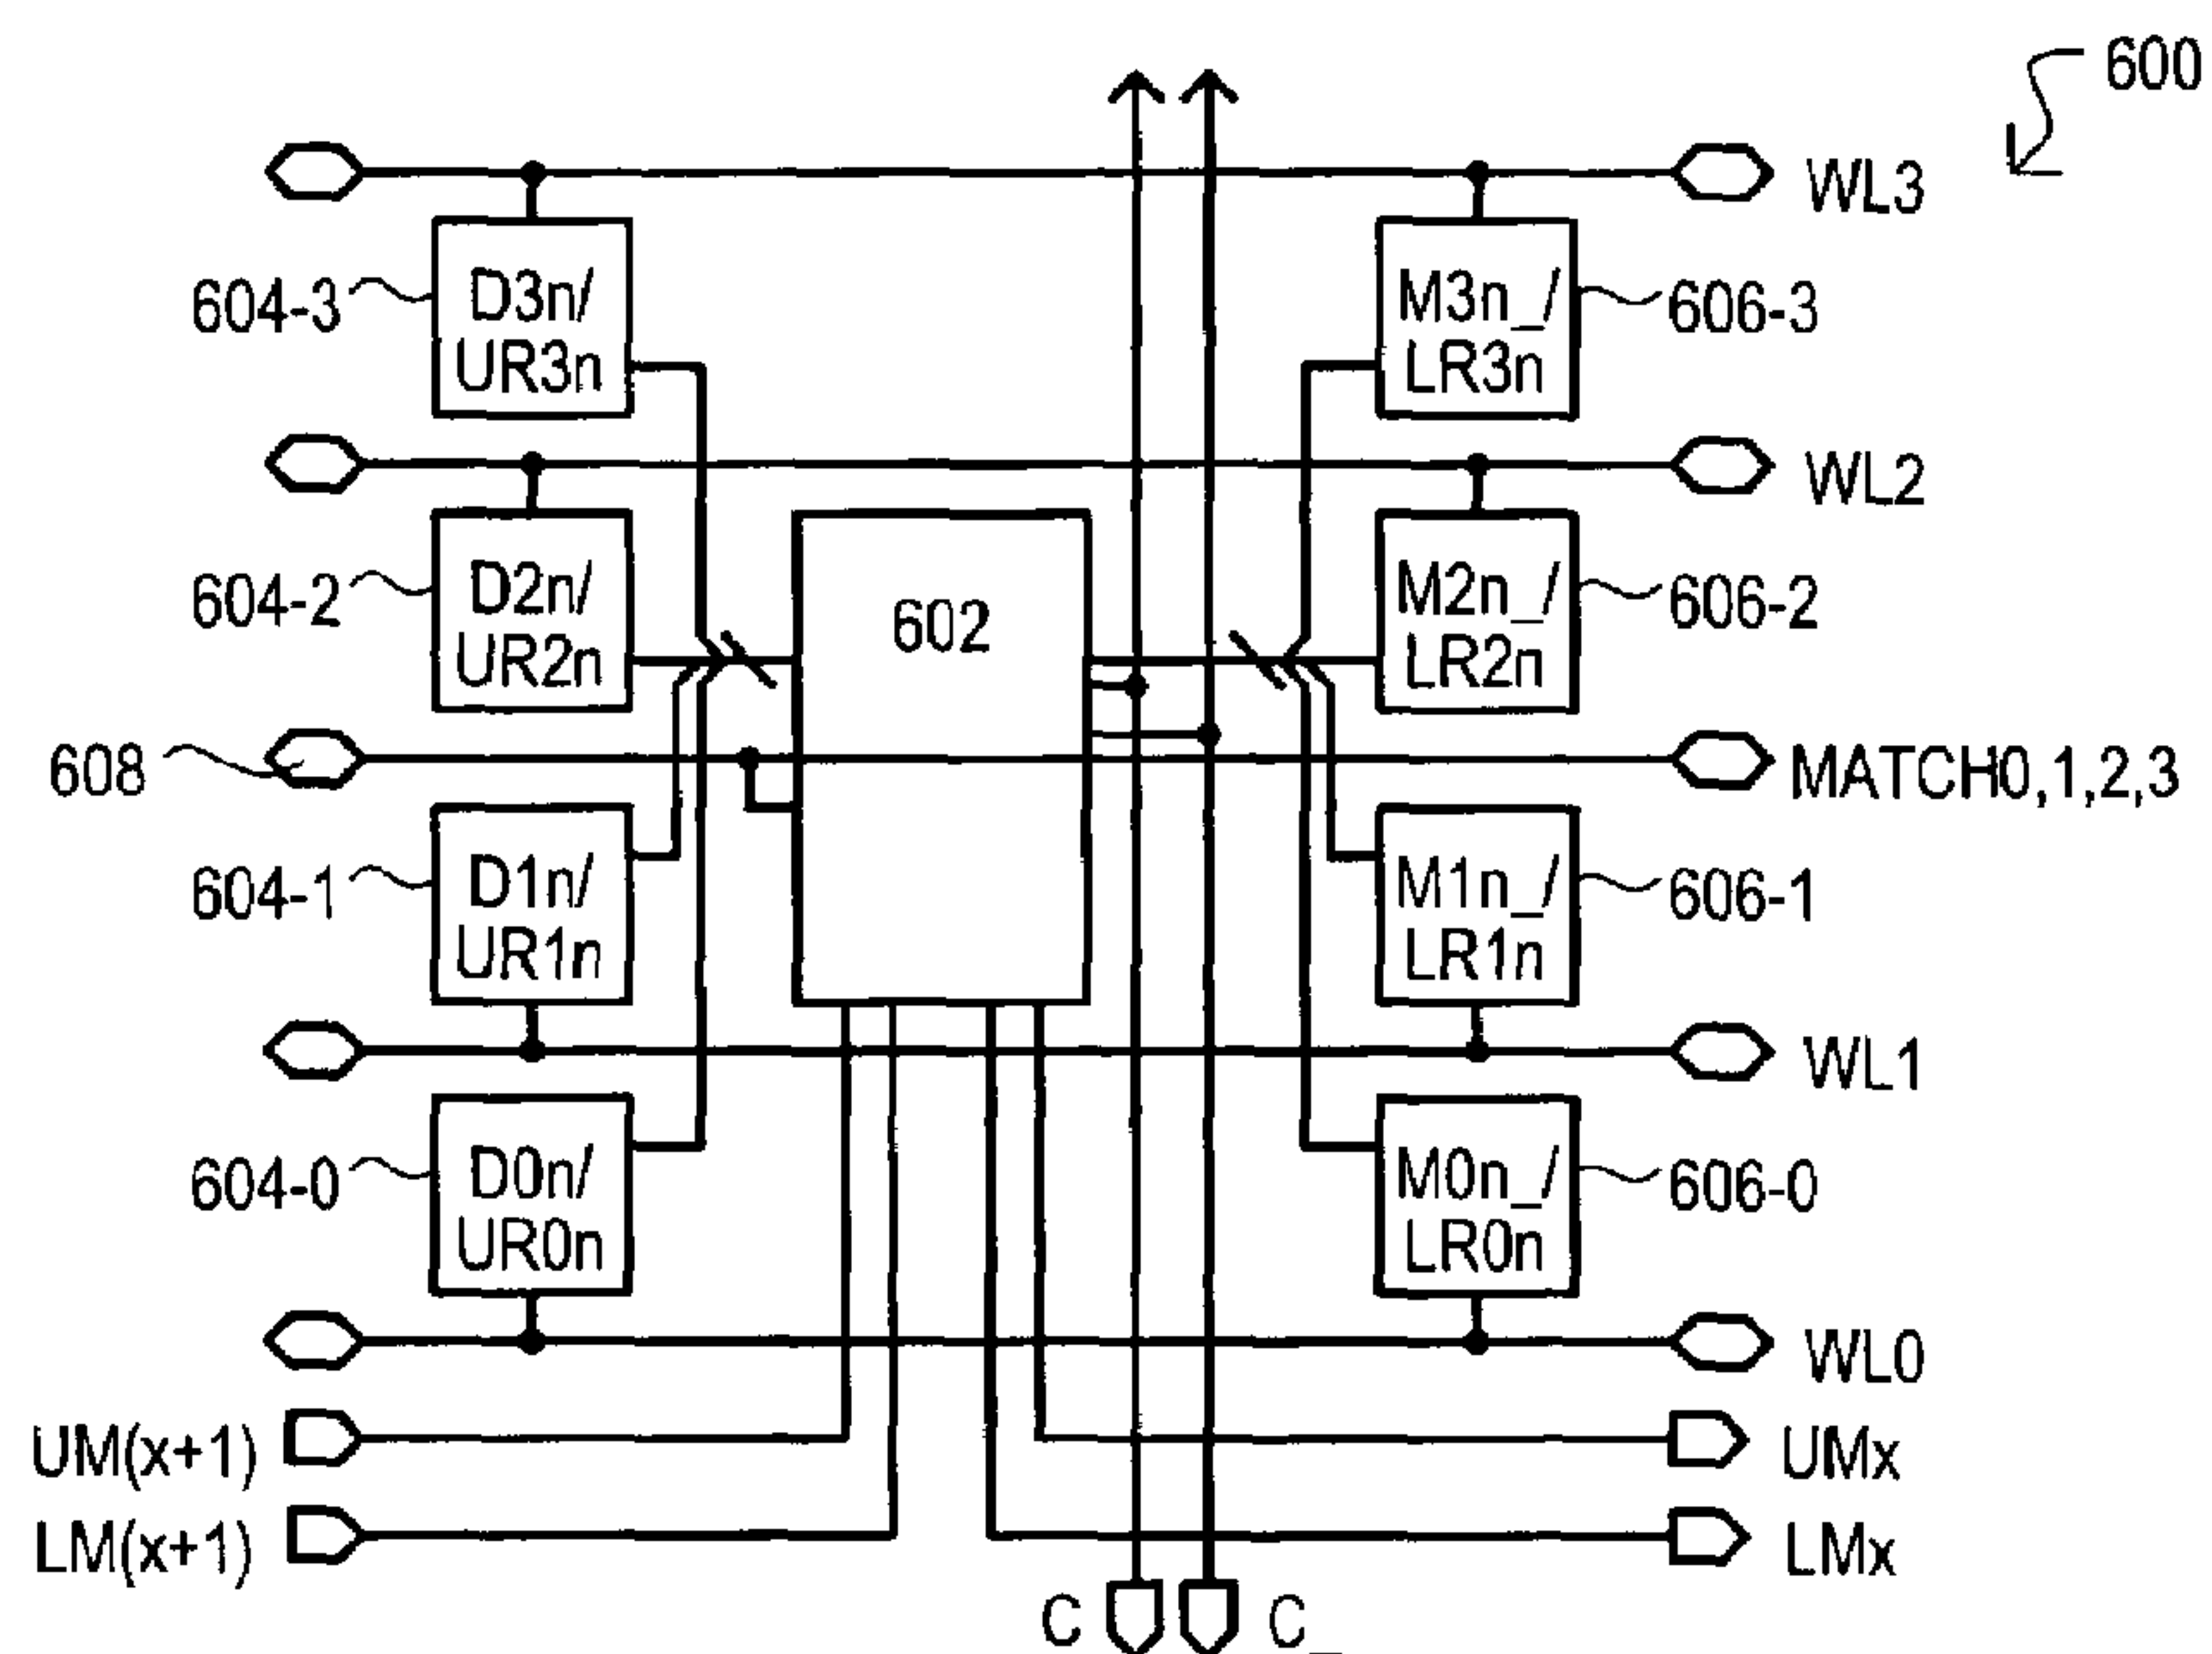 600
WL3
604-3
D3n/
UR3n
M3n_/
LR3n
606-3
WL2
604-2
D2n/
UR2n
602
M2n_/
LR2n
606-2
608
MATCH0,1,2,3
604-1
D1n/
UR1n
M1n_/
LR1n
606-1
WL1
604-0
D0n/
UR0n
M0n_/
LR0n
606-0
WL0
UM(x+1)
UMx
LM(x+1)
LMx
C
C_